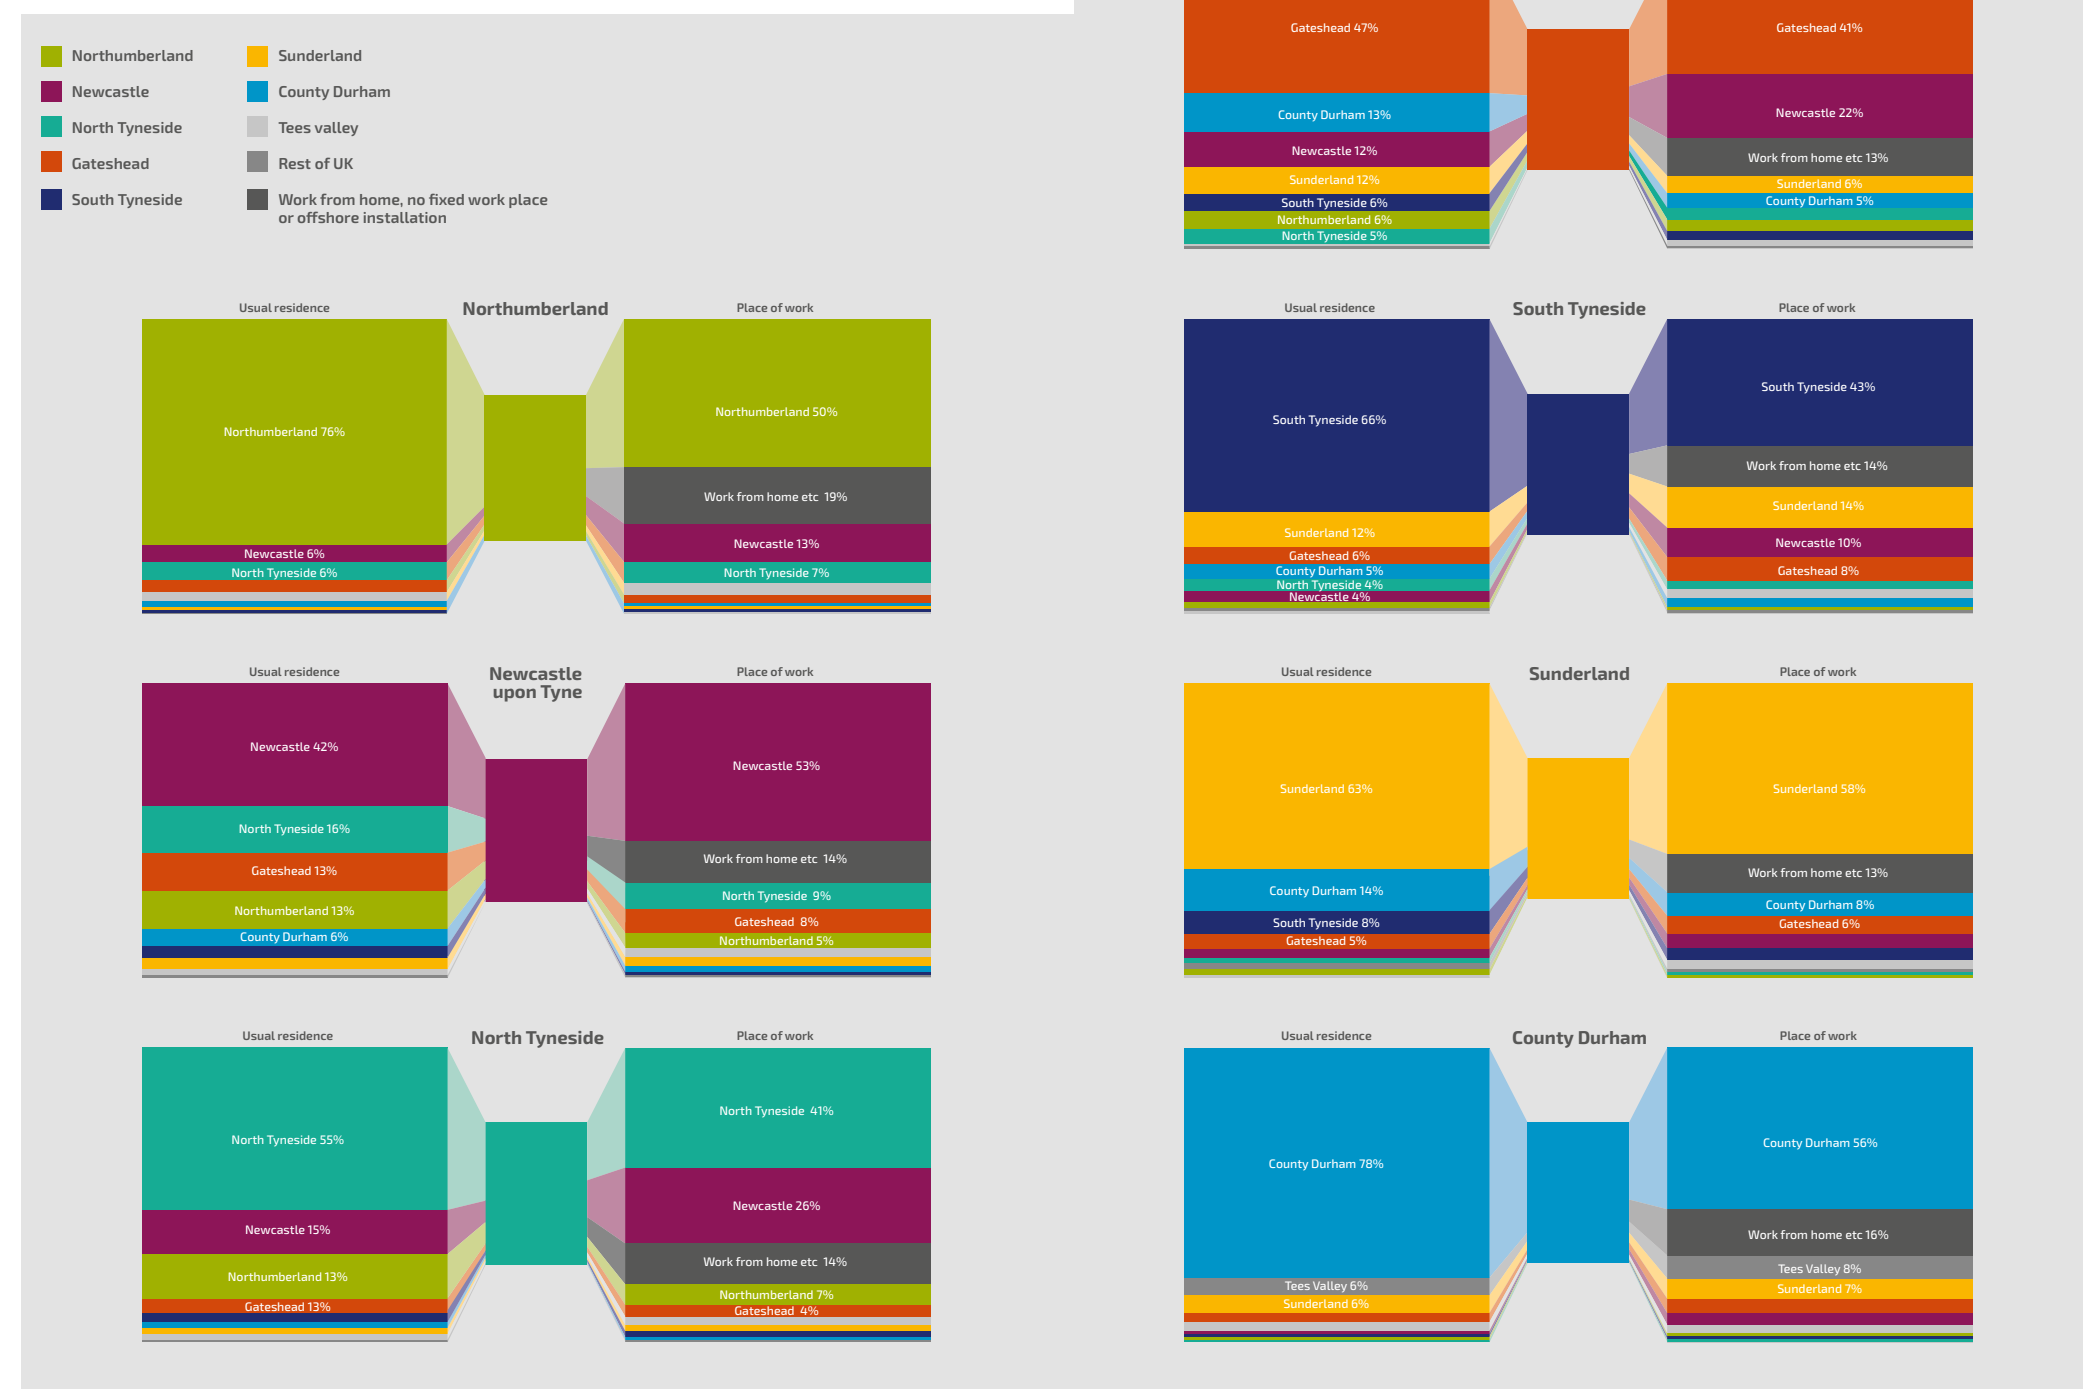 Northumberland
Newcastle
North Tyneside
Gateshead
South Tyneside
Sunderland
County Durham
Tees valley
Rest of UK
Work from home, no fixed work place
or offshore installation
Usual residence
Northumberland
Place of work
Northumberland 76%
Newcastle 6%
North Tyneside 6%
Northumberland 50%
Work from home etc 19%
Newcastle 13%
North Tyneside 7%
Usual residence
Newcastle
upon Tyne
Place of work
Newcastle 42%
North Tyneside 16%
Gateshead 13%
Northumberland 13%
County Durham 6%
Newcastle 53%
Work from home etc 14%
North Tyneside 9%
Gateshead 8%
Northumberland 5%
Usual residence
North Tyneside
Place of work
North Tyneside 55%
Newcastle 15%
Northumberland 13%
Gateshead 13%
North Tyneside 41%
Newcastle 26%
Work from home etc 14%
Northumberland 7%
Gateshead 4%
Gateshead 47%
County Durham 13%
Newcastle 12%
Sunderland 12%
South Tyneside 6%
Northumberland 6%
North Tyneside 5%
Gateshead 41%
Newcastle 22%
Work from home etc 13%
Sunderland 6%
County Durham 5%
Usual residence
South Tyneside
Place of work
South Tyneside 66%
Sunderland 12%
Gateshead 6%
County Durham 5%
North Tyneside 4%
Newcastle 4%
South Tyneside 43%
Work from home etc 14%
Sunderland 14%
Newcastle 10%
Gateshead 8%
Usual residence
Sunderland
Place of work
Sunderland 63%
County Durham 14%
South Tyneside 8%
Gateshead 5%
Sunderland 58%
Work from home etc 13%
County Durham 8%
Gateshead 6%
Usual residence
County Durham
Place of work
County Durham 78%
Tees Valley 6%
Sunderland 6%
County Durham 56%
Work from home etc 16%
Tees Valley 8%
Sunderland 7%